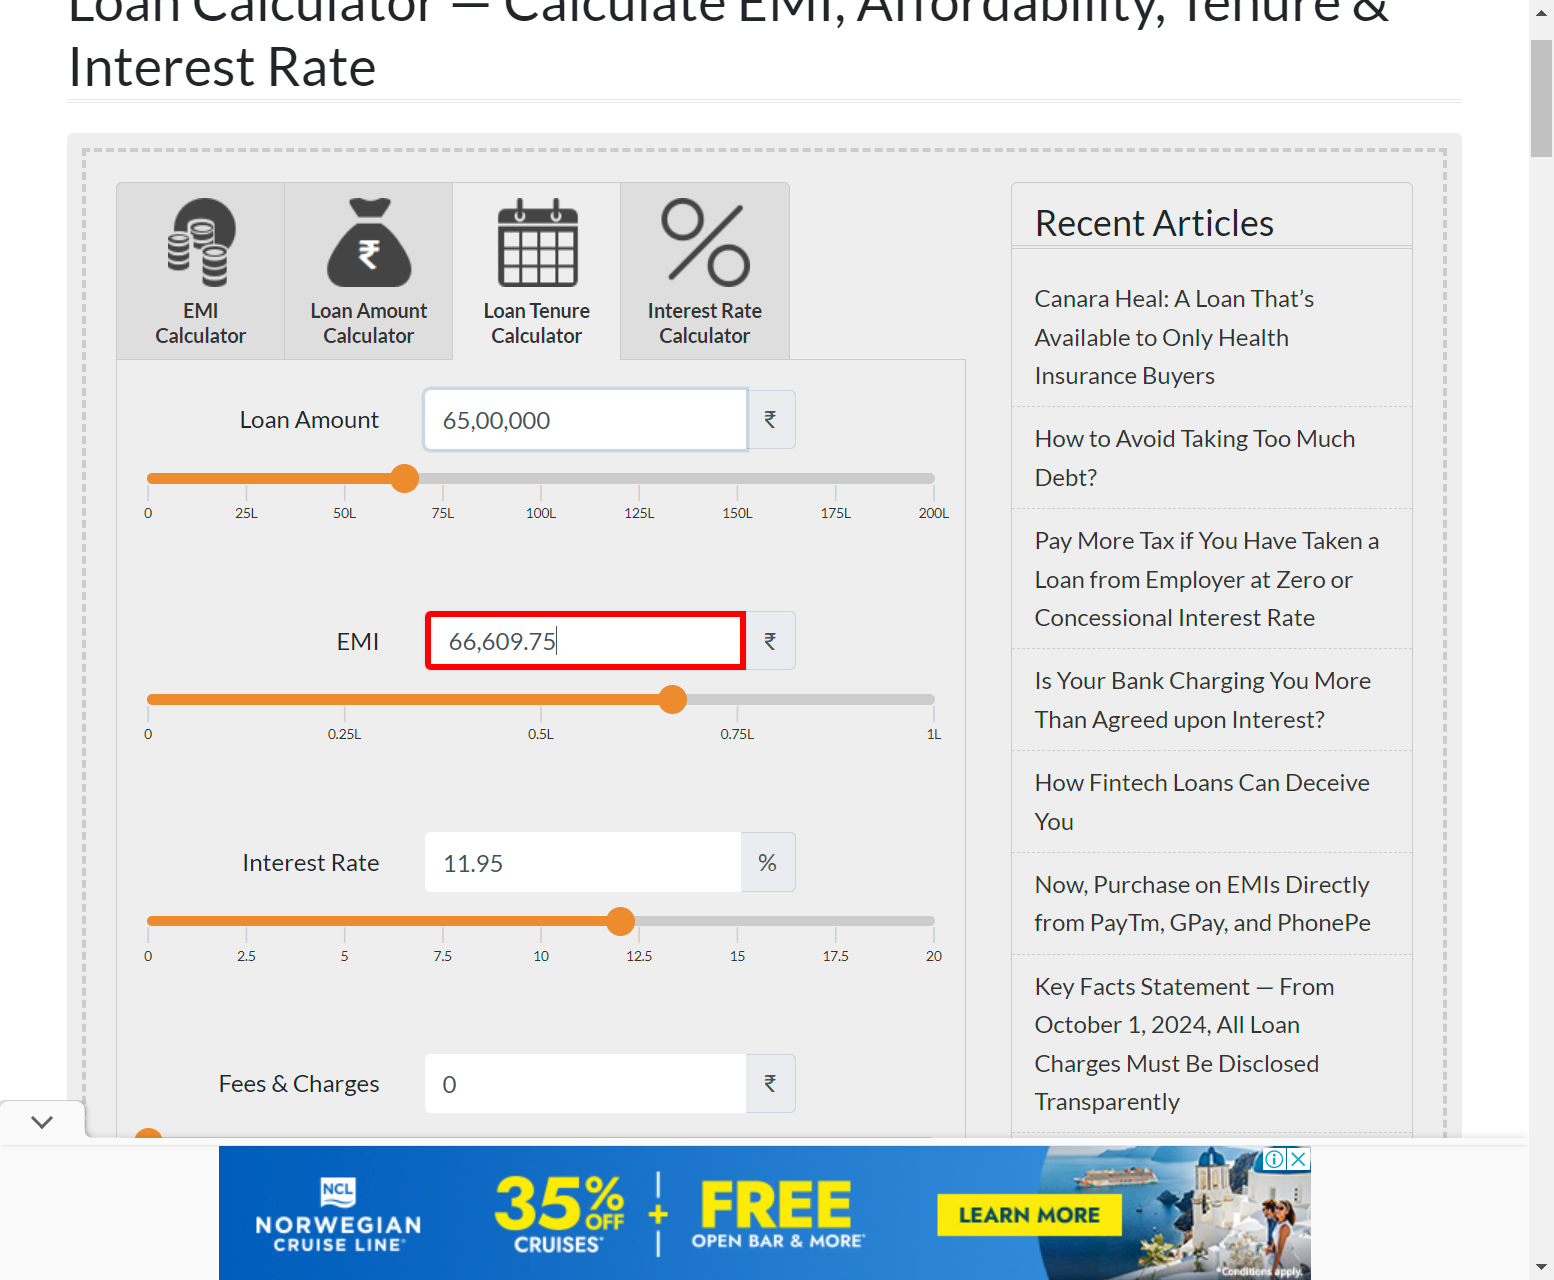 Loan Calculator — Calculate EMI, Affordability, Tenure &
Interest Rate
EMI
Calculator
Loan Amount
Calculator
Loan Tenure
Calculator
Interest Rate
Calculator
Loan Amount
65,00,000
₹
0
25L
50L
75L
100L
125L
150L
175L
200L
EMI
66,609.75
₹
0
0.25L
0.5L
0.75L
1L
Interest Rate
11.95
%
0
2.5
5
7.5
10
12.5
15
17.5
20
Fees & Charges
0
₹
Recent Articles
Canara Heal: A Loan That’s
Available to Only Health
Insurance Buyers
How to Avoid Taking Too Much
Debt?
Pay More Tax if You Have Taken a
Loan from Employer at Zero or
Concessional Interest Rate
Is Your Bank Charging You More
Than Agreed upon Interest?
How Fintech Loans Can Deceive
You
Now, Purchase on EMIs Directly
from PayTm, GPay, and PhonePe
Key Facts Statement — From
October 1, 2024, All Loan
Charges Must Be Disclosed
Transparently
NCL
NORWEGIAN
CRUISE LINE®
35% OFF
CRUISES*
+
FREE
OPEN BAR & MORE*
LEARN MORE
*Conditions apply.